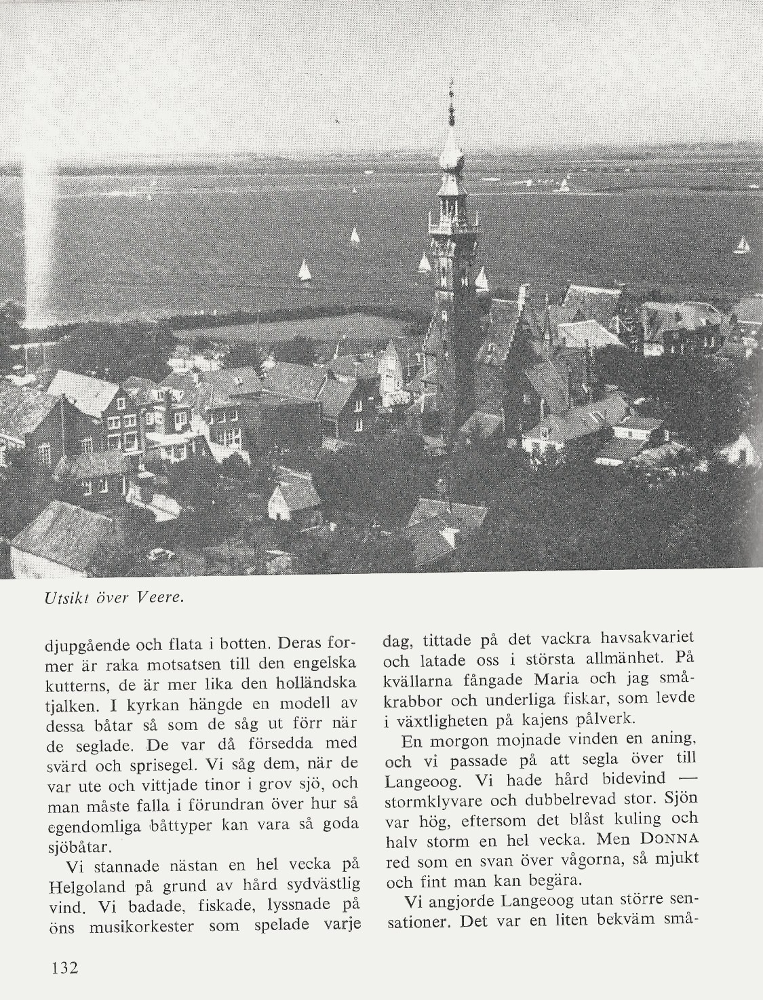 Utsikt över Veere.
djupgående och flata i botten. Deras for-
mer är raka motsatsen till den engelska
kutterns, de är mer lika den holländska
tjalken. I kyrkan hängde en modell av
dessa båtar så som de såg ut förr när
de seglade. De var då försedda med
svärd och sprisegel. Vi såg dem, när de
var ute och vittjade tinor i grov sjö, och
man måste falla i förundran över hur så
egendomliga båttyper kan vara så goda
sjöbåtar.
Vi stannade nästan en hel vecka på
Helgoland på grund av hård sydvästlig
vind. Vi badade, fiskade, lyssnade på
öns musikorkester som spelade varje
dag, tittade på det vackra havsakvariet
och latade oss i största allmänhet. På
kvällarna fångade Maria och jag små-
krabbor och underliga fiskar, som levde
i växtligheten på kajens pålverk.
En morgon mojnade vinden en aning,
och vi passade på att segla över till
Langeoog. Vi hade hård bidevind —
stormklyvare och dubbelrevad stor. Sjön
var hög, eftersom det blåst kuling och
halv storm en hel vecka. Men DONNA
red som en svan över vågorna, så mjukt
och fint man kan begära.
Vi angjorde Langeoog utan större sen-
sationer. Det var en liten bekväm små-
132